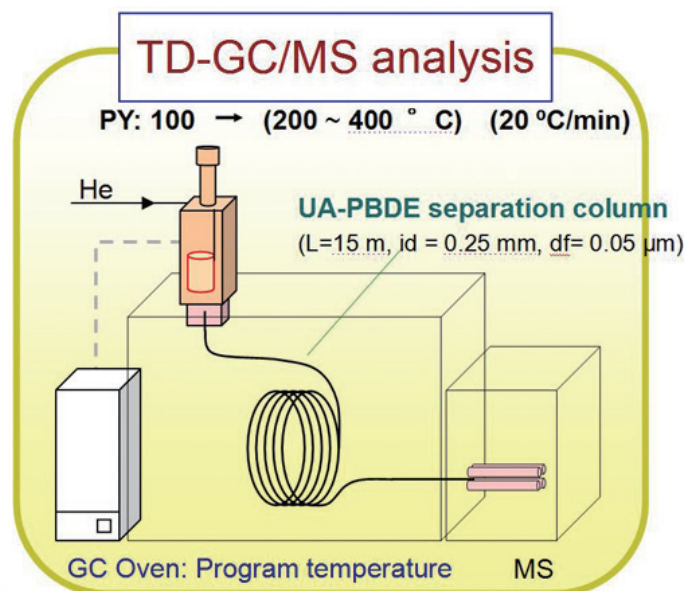 TD-GC/MS analysis
PY: 100 → (200 ~ 400 ° C) (20 ºC/min)
He
UA-PBDE separation column
(L=15 m, id = 0.25 mm, df= 0.05 µm)
GC Oven: Program temperature
MS